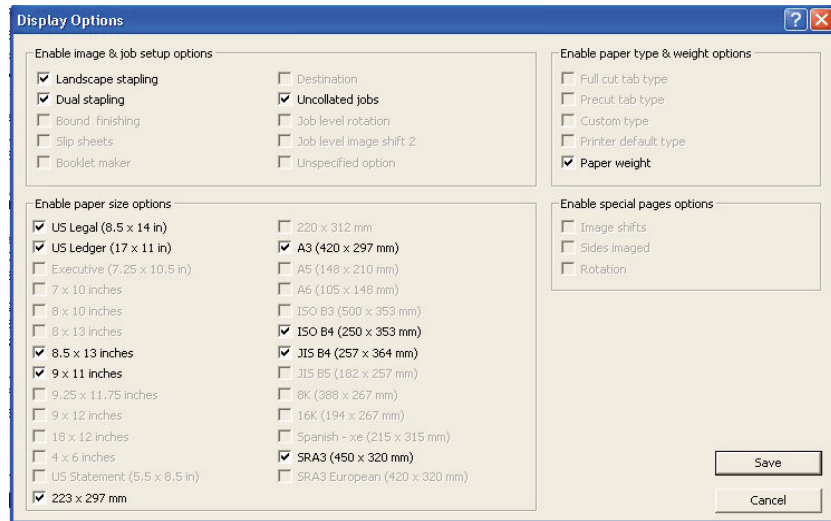 Display Options
Enable image & job setup options
Landscape stapling
Dual stapling
Bound finishing
Slip sheets
Booklet maker
Destination
Uncollated jobs
Job level rotation
Job level image shift 2
Unspecified option
Enable paper type & weight options
Full cut tab type
Precut tab type
Custom type
Printer default type
Paper weight
Enable paper size options
US Legal (8.5 x 14 in)
US Ledger (17 x 11 in)
Executive (7.25 x 10.5 in)
7 x 10 inches
8 x 10 inches
8 x 13 inches
8.5 x 13 inches
9 x 11 inches
9.25 x 11.75 inches
9 x 12 inches
18 x 12 inches
4 x 6 inches
US Statement (5.5 x 8.5 in)
223 x 297 mm
220 x 312 mm
A3 (420 x 297 mm)
A5 (148 x 210 mm)
A6 (105 x 148 mm)
ISO B3 (500 x 353 mm)
ISO B4 (250 x 353 mm)
JIS B4 (257 x 364 mm)
JIS B5 (182 x 257 mm)
8K (388 x 267 mm)
16K (194 x 267 mm)
Spanish - xe (215 x 315 mm)
SRA3 (450 x 320 mm)
SRA3 European (420 x 320 mm)
Enable special pages options
Image shifts
Sides imaged
Rotation
Save
Cancel